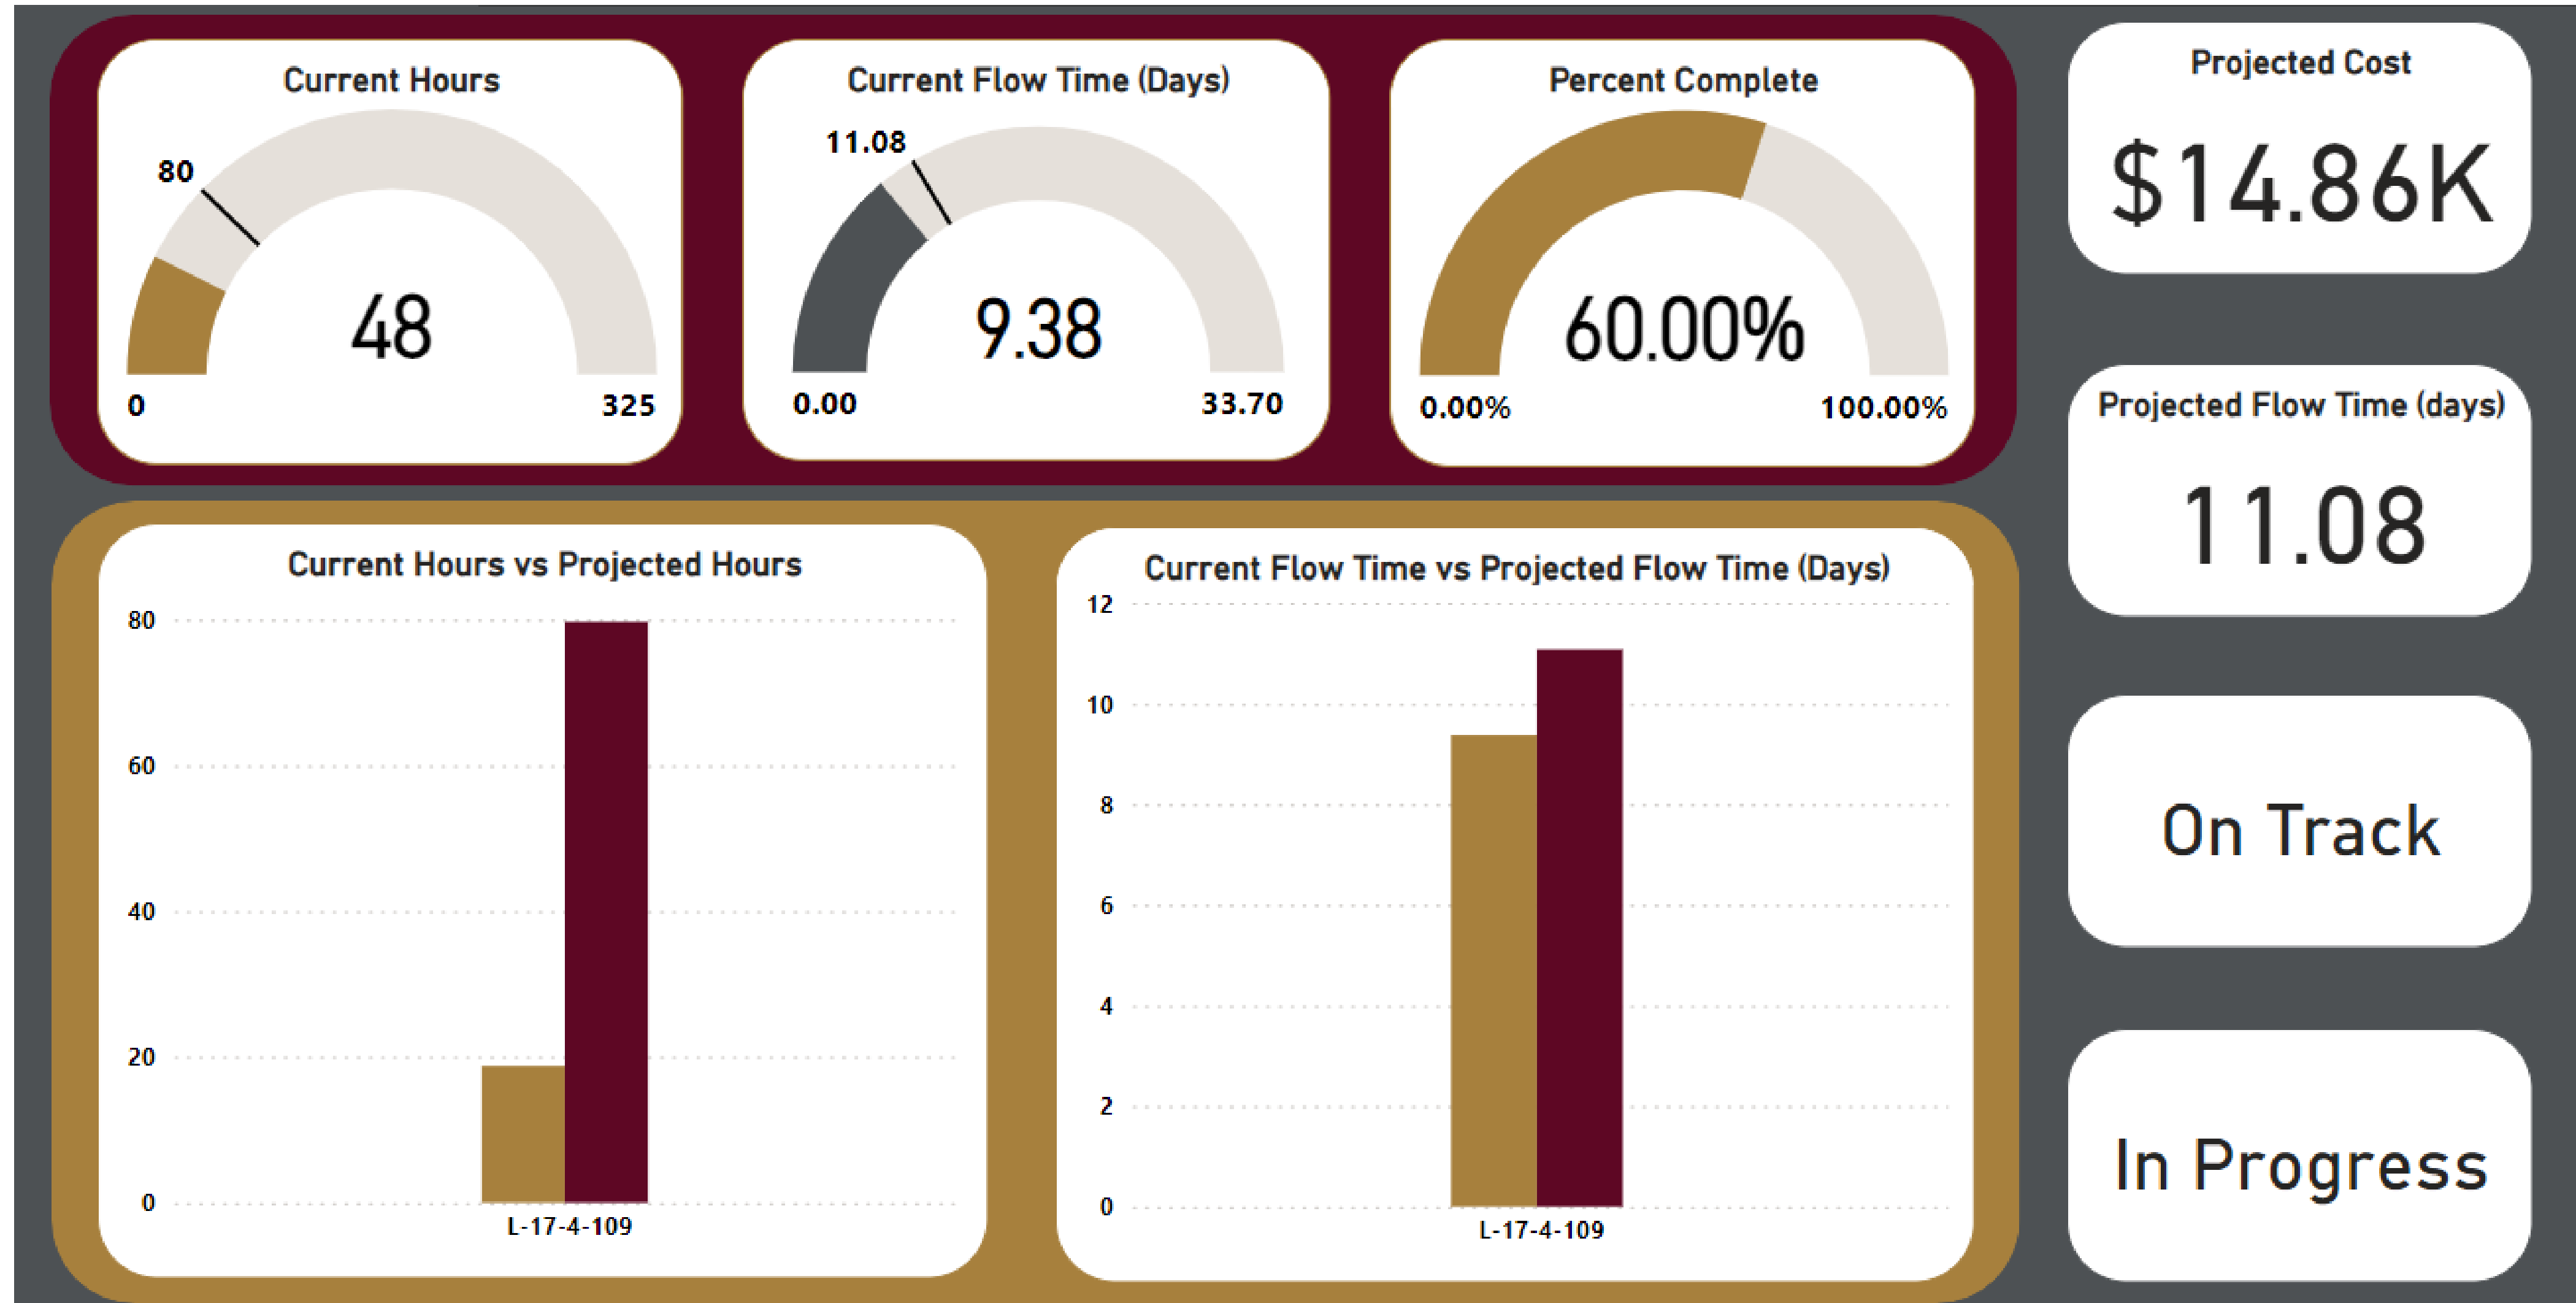 Current Hours
80
48
0 325
Current Flow Time (Days)
11.08
9.38
0.00 33.70
Percent Complete
60.00%
0.00% 100.00%
Projected Cost
$14.86K
Projected Flow Time (days)
11.08
On Track
In Progress
Current Hours vs Projected Hours
80
60
40
20
0
L-17-4-109
Current Flow Time vs Projected Flow Time (Days)
12
10
8
6
4
2
0
L-17-4-109